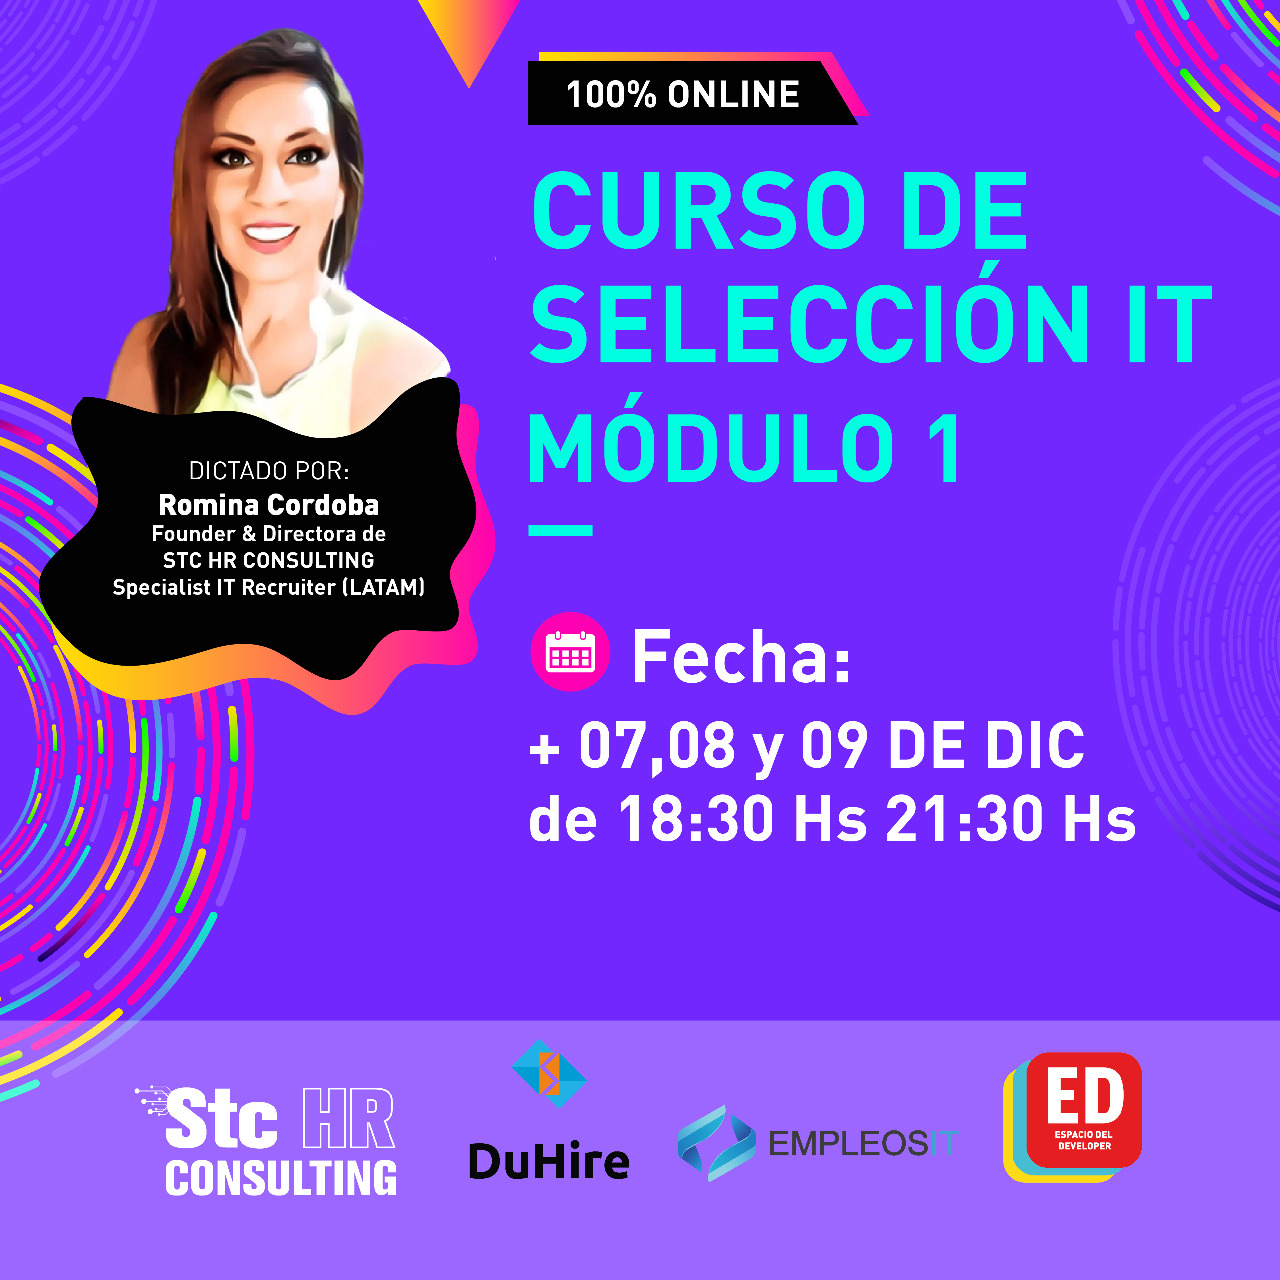 100% ONLINE
CURSO DE
SELECCIÓN IT
MÓDULO 1
DICTADO POR:
Romina Cordoba
Founder & Directora de
STC HR CONSULTING
Specialist IT Recruiter (LATAM)
Fecha:
+ 07,08 y 09 DE DIC
de 18:30 Hs 21:30 Hs
Stc HR
CONSULTING
DuHire
EMPLEOSIT
ED
ESPACIO DEL
DEVELOPER